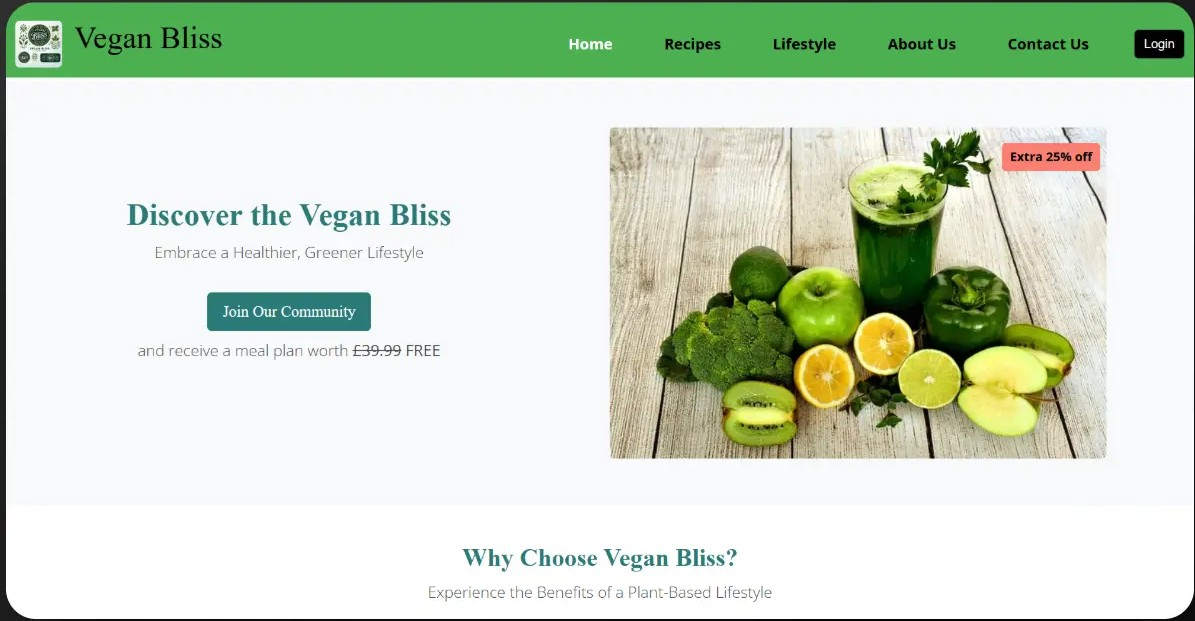 Vegan Bliss
Home Recipes Lifestyle About Us Contact Us Login
Extra 25% off
Discover the Vegan Bliss
Embrace a Healthier, Greener Lifestyle
Join Our Community
and receive a meal plan worth £39.99 FREE
Why Choose Vegan Bliss?
Experience the Benefits of a Plant-Based Lifestyle